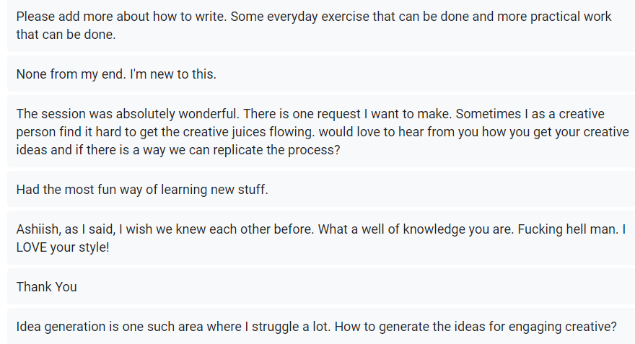 Please add more about how to write. Some everyday exercise that can be done and more practical work
that can be done.
None from my end. I'm new to this.
The session was absolutely wonderful. There is one request I want to make. Sometimes I as a creative
person find it hard to get the creative juices flowing. would love to hear from you how you get your creative
ideas and if there is a way we can replicate the process?
Had the most fun way of learning new stuff.
Ashiish, as I said, I wish we knew each other before. What a well of knowledge you are. Fucking hell man. I
LOVE your style!
Thank You
Idea generation is one such area where I struggle a lot. How to generate the ideas for engaging creative?